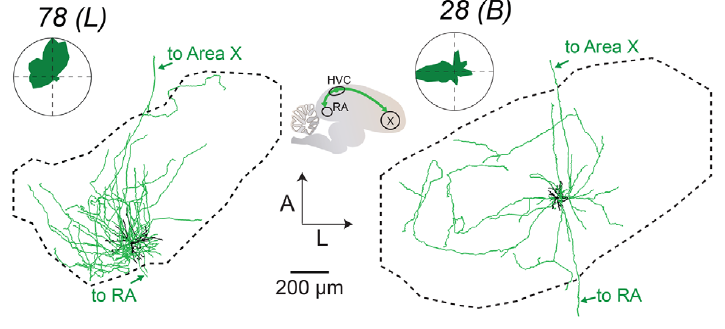 78 (L)
28 (B)
to Area X
to Area X
HVC
RA
X
A
L
200 µm
to RA
to RA